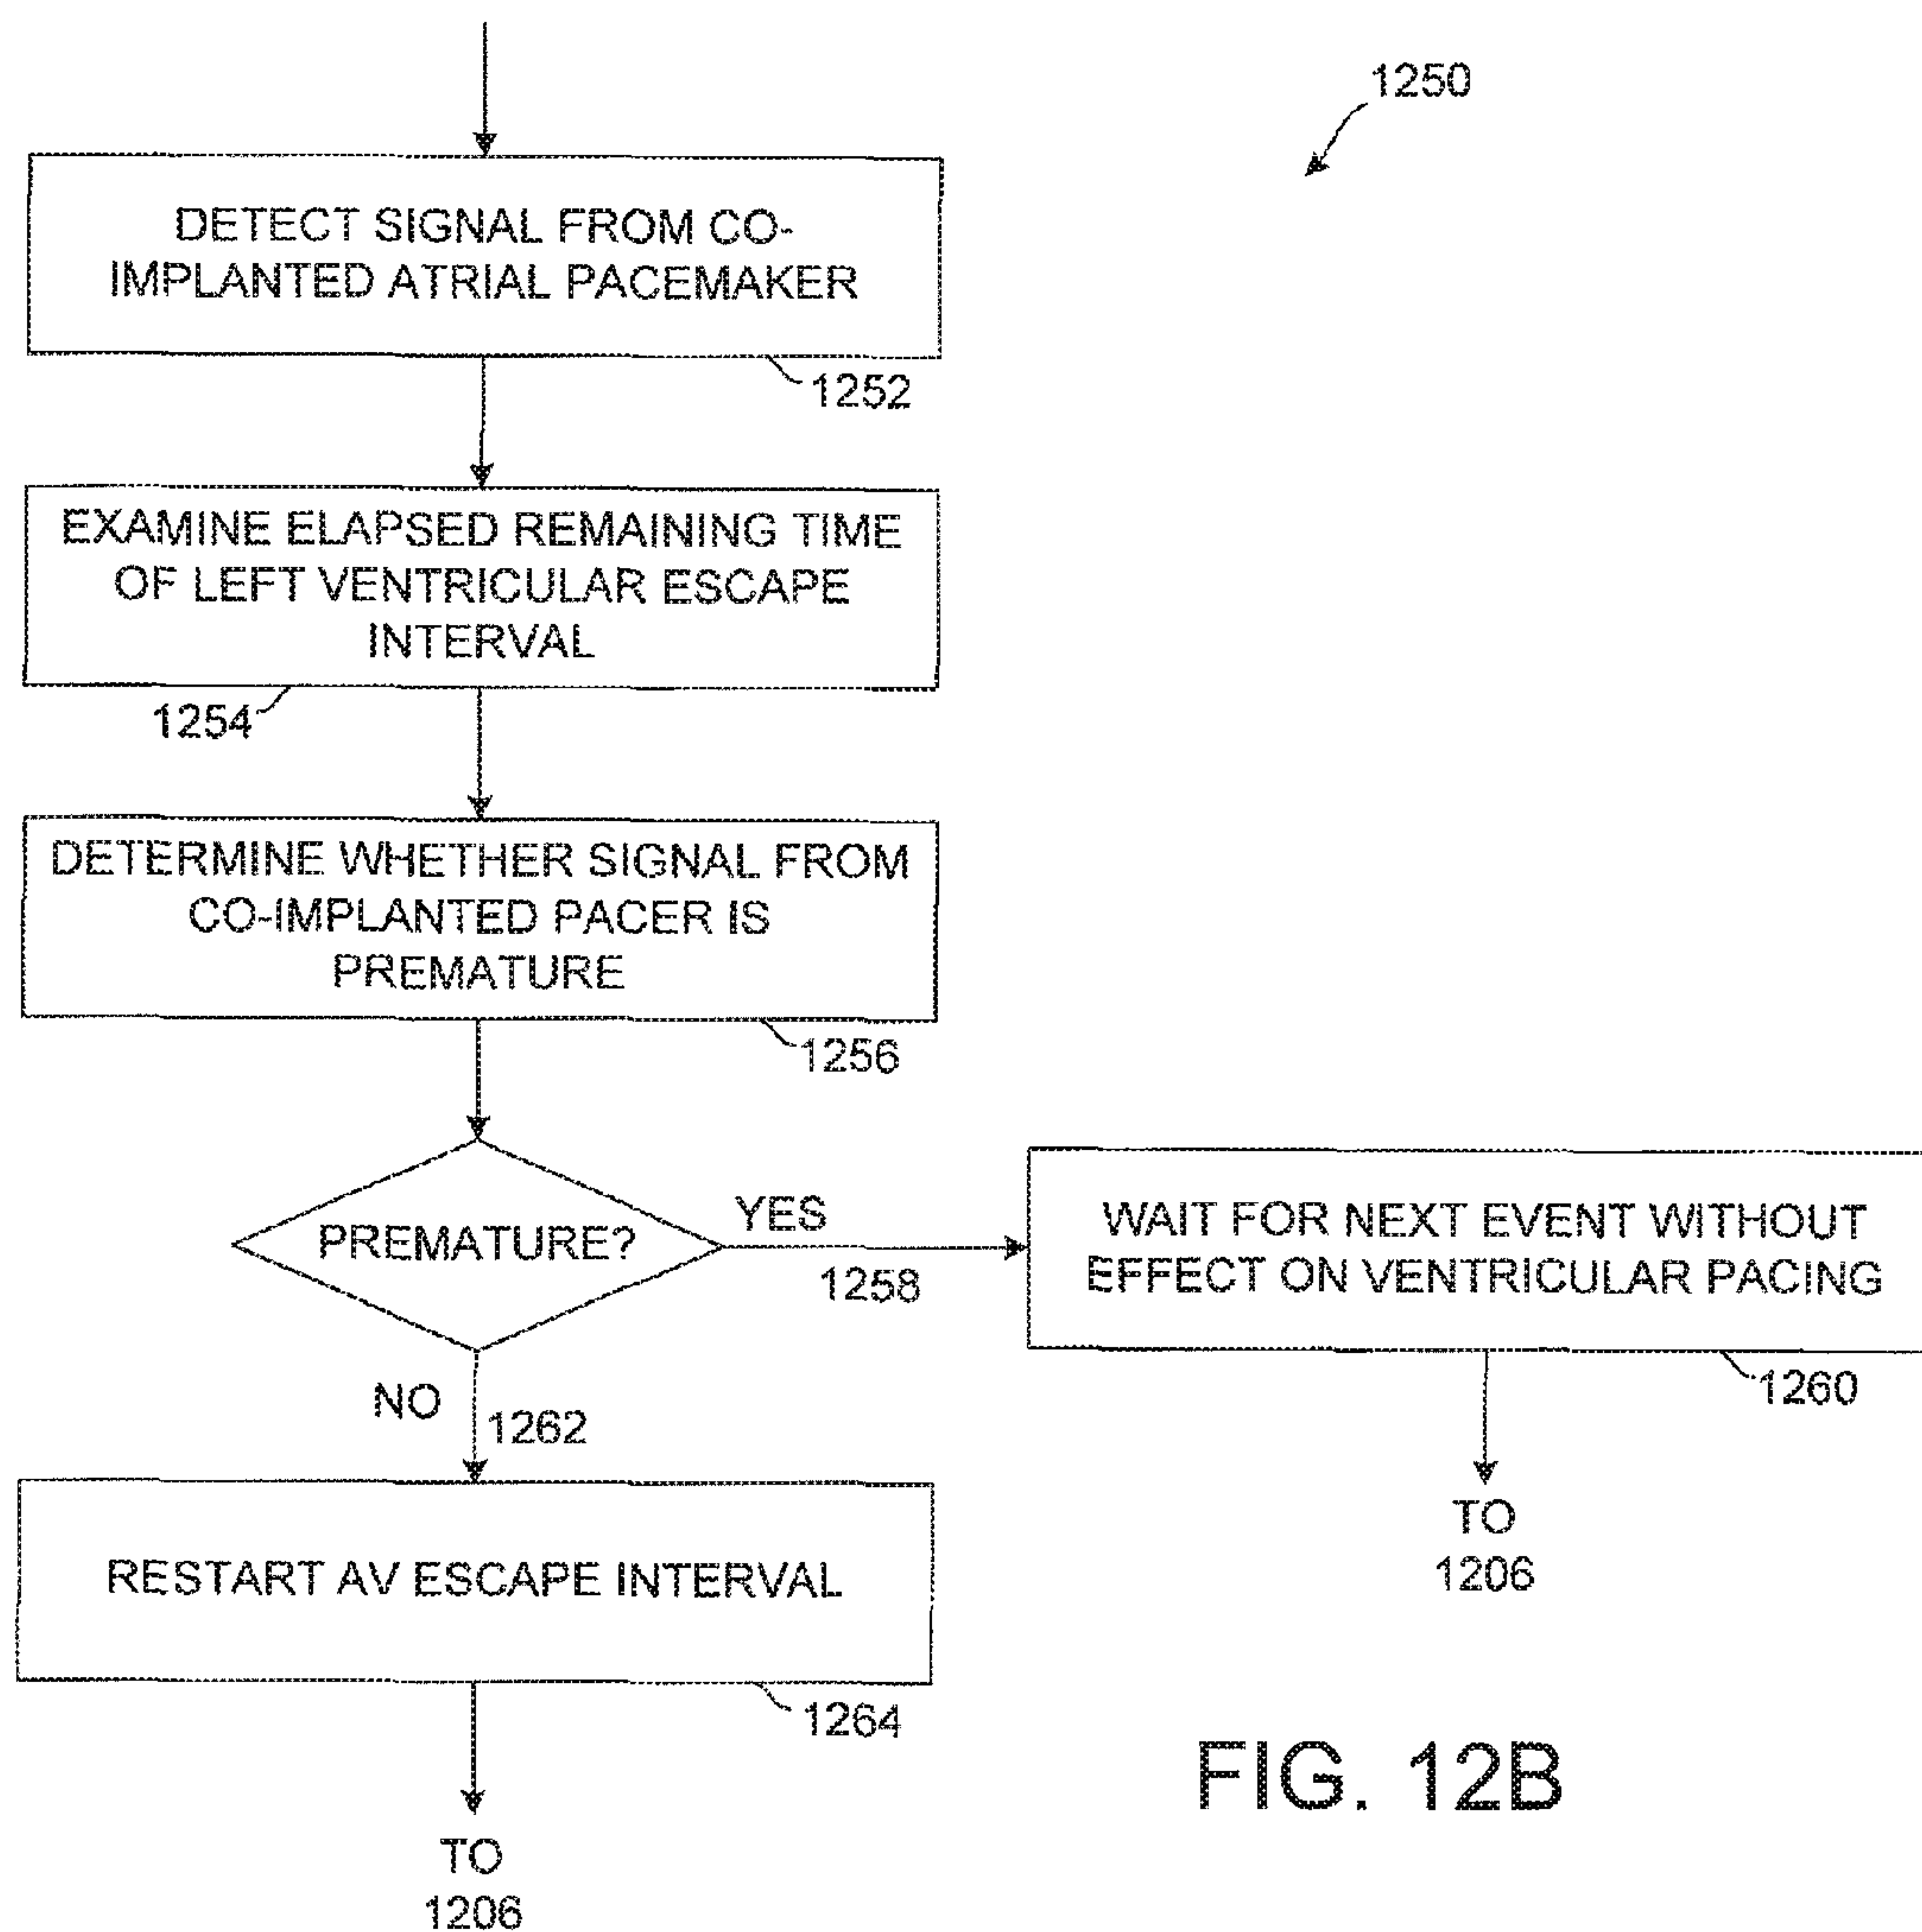 1250
DETECT SIGNAL FROM CO-
IMPLANTED ATRIAL PACEMAKER
1252
EXAMINE ELAPSED REMAINING TIME
OF LEFT VENTRICULAR ESCAPE
INTERVAL
1254
DETERMINE WHETHER SIGNAL FROM
CO-IMPLANTED PACER IS
PREMATURE
1256
PREMATURE?
YES
1258
WAIT FOR NEXT EVENT WITHOUT
EFFECT ON VENTRICULAR PACING
1260
TO
1206
NO
1262
RESTART AV ESCAPE INTERVAL
1264
TO
1206
FIG. 12B